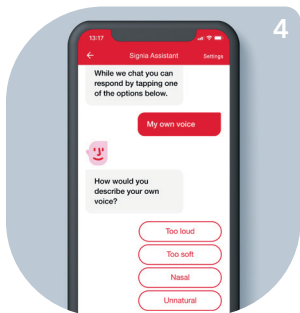 4
13:17
Signia Assistant Settings
While we chat you can
respond by tapping one
of the options below.
My own voice
How would you
describe your own
voice?
Too loud
Too soft
Nasal
Unnatural